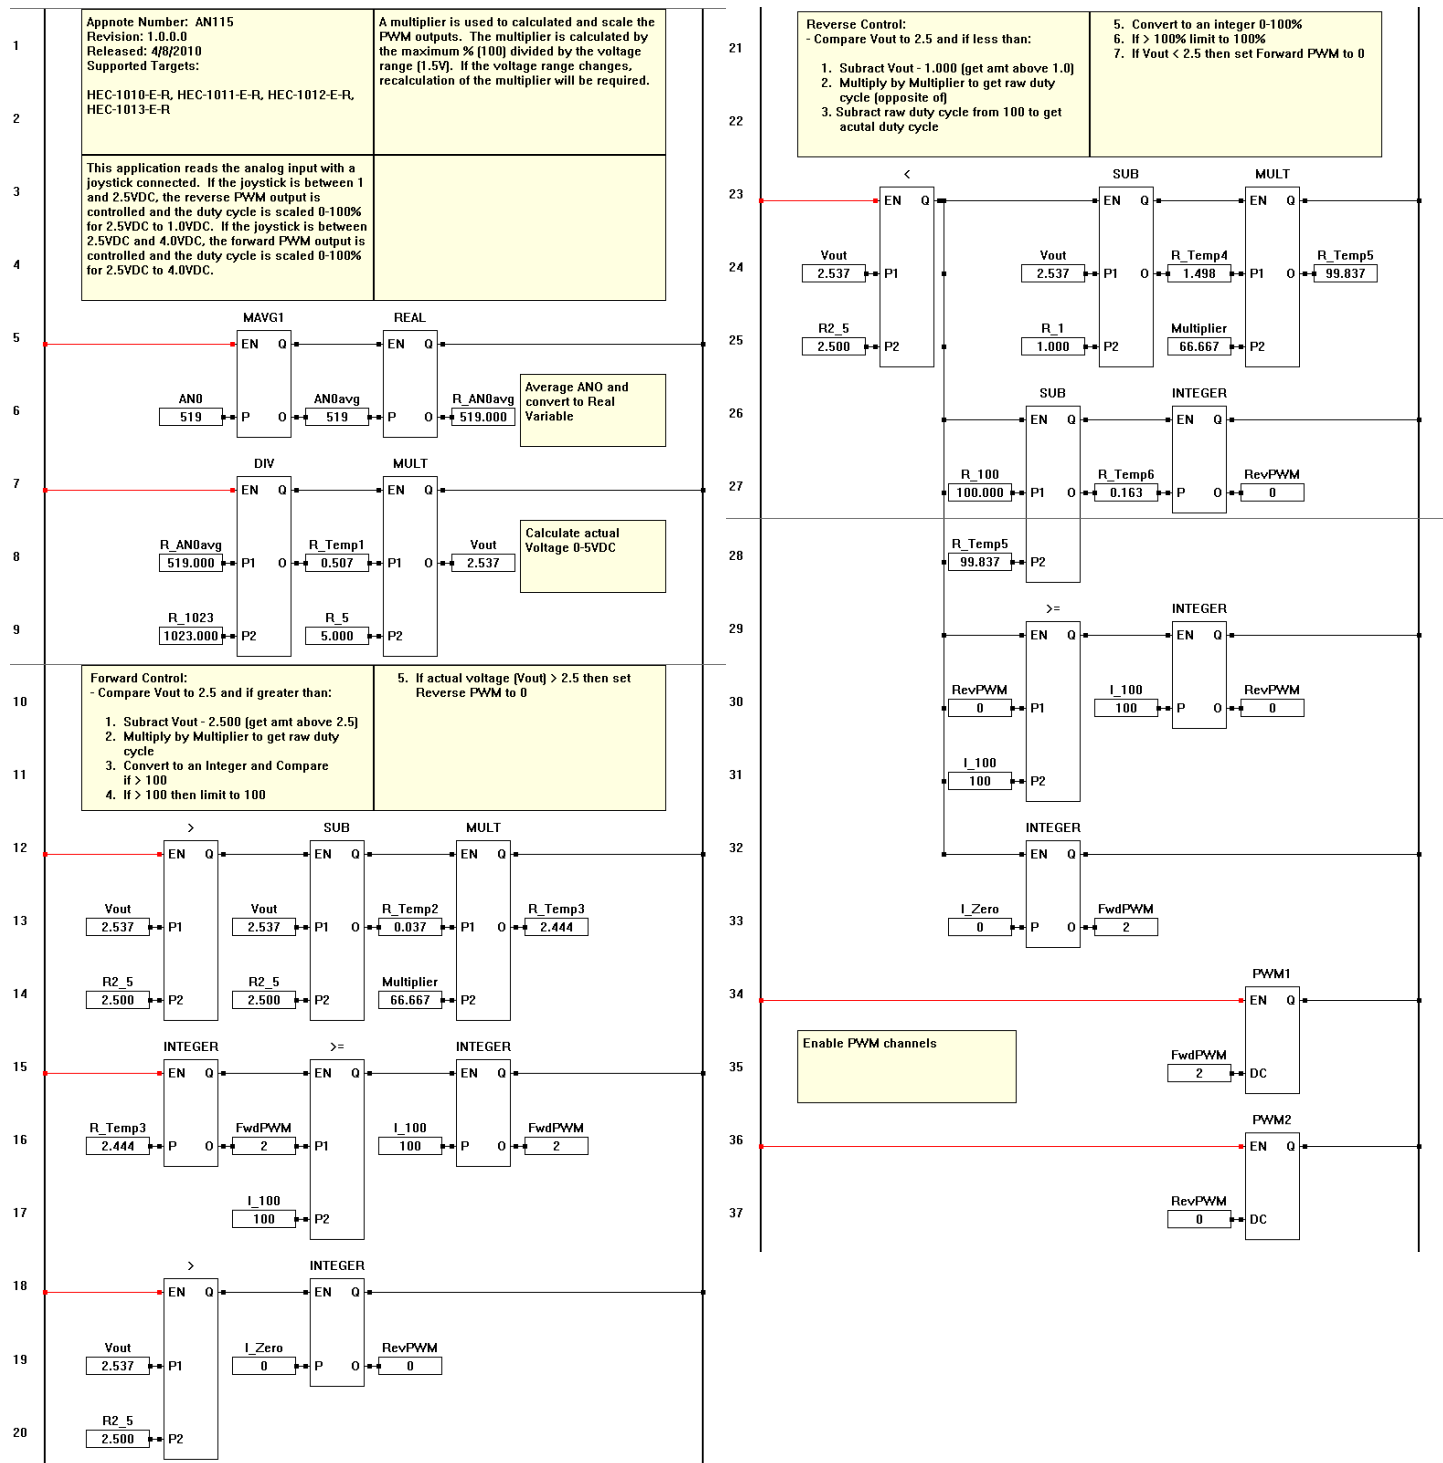 1
Appnote Number: AN115
Revision: 1.0.0.0
Released: 4/8/2010
Supported Targets:
HEC-1010-E-R, HEC-1011-E-R, HEC-1012-E-R,
HEC-1013-E-R
A multiplier is used to calculated and scale the
PWM outputs. The multiplier is calculated by
the maximum % (100) divided by the voltage
range (1.5V). If the voltage range changes,
recalculation of the multiplier will be required.
2
This application reads the analog input with a
joystick connected. If the joystick is between 1
and 2.5VDC, the reverse PWM output is
controlled and the duty cycle is scaled 0-100%
for 2.5VDC to 1.0VDC. If the joystick is between
2.5VDC and 4.0VDC, the forward PWM output is
controlled and the duty cycle is scaled 0-100%
for 2.5VDC to 4.0VDC.
3
4
MAVG1 REAL
5 EN Q EN Q
AN0 AN0avg R_AN0avg
6 519 P O 519 P O 519.000
Average ANO and
convert to Real
Variable
DIV MULT
7 EN Q EN Q
R_AN0avg R_Temp1 Vout
8 519.000 P1 O 0.507 P1 O 2.537
Calculate actual
Voltage 0-5VDC
R_1023 R_5
9 1023.000 P2 5.000 P2
Forward Control:
- Compare Vout to 2.5 and if greater than:
1. Subract Vout - 2.500 (get amt above 2.5)
2. Multiply by Multiplier to get raw duty
cycle
3. Convert to an Integer and Compare
if > 100
4. If > 100 then limit to 100
5. If actual voltage (Vout) > 2.5 then set
Reverse PWM to 0
10
11
> SUB MULT
12 EN Q EN Q EN Q
Vout Vout R_Temp2 R_Temp3
13 2.537 P1 2.537 P1 O 0.037 P1 O 2.444
R2_5 R2_5 Multiplier
14 2.500 P2 2.500 P2 66.667 P2
INTEGER >= INTEGER
15 EN Q EN Q EN Q
R_Temp3 FwdPWM I_100 FwdPWM
16 2.444 P O 2 P1 100 P O 2
I_100
17 100 P2
> INTEGER
18 EN Q EN Q
Vout I_Zero RevPWM
19 2.537 P1 0 P O 0
R2_5
20 2.500 P2
21
Reverse Control:
- Compare Vout to 2.5 and if less than:
1. Subract Vout - 1.000 (get amt above 1.0)
2. Multiply by Multiplier to get raw duty
cycle (opposite of)
3. Subract raw duty cycle from 100 to get
acutal duty cycle
5. Convert to an integer 0-100%
6. If > 100% limit to 100%
7. If Vout < 2.5 then set Forward PWM to 0
22
< SUB MULT
23 EN Q EN Q EN Q
Vout Vout R_Temp4 R_Temp5
24 2.537 P1 2.537 P1 O 1.498 P1 O 99.837
R2_5 R_1 Multiplier
25 2.500 P2 1.000 P2 66.667 P2
SUB INTEGER
26 EN Q EN Q
R_100 R_Temp6 RevPWM
27 100.000 P1 O 0.163 P O 0
R_Temp5
28 99.837 P2
>= INTEGER
29 EN Q EN Q
RevPWM I_100 RevPWM
30 0 P1 100 P O 0
I_100
31 100 P2
INTEGER
32 EN Q
I_Zero FwdPWM
33 0 P O 2
PWM1
34 EN Q
Enable PWM channels
FwdPWM
35 2 DC
PWM2
36 EN Q
RevPWM
37 0 DC